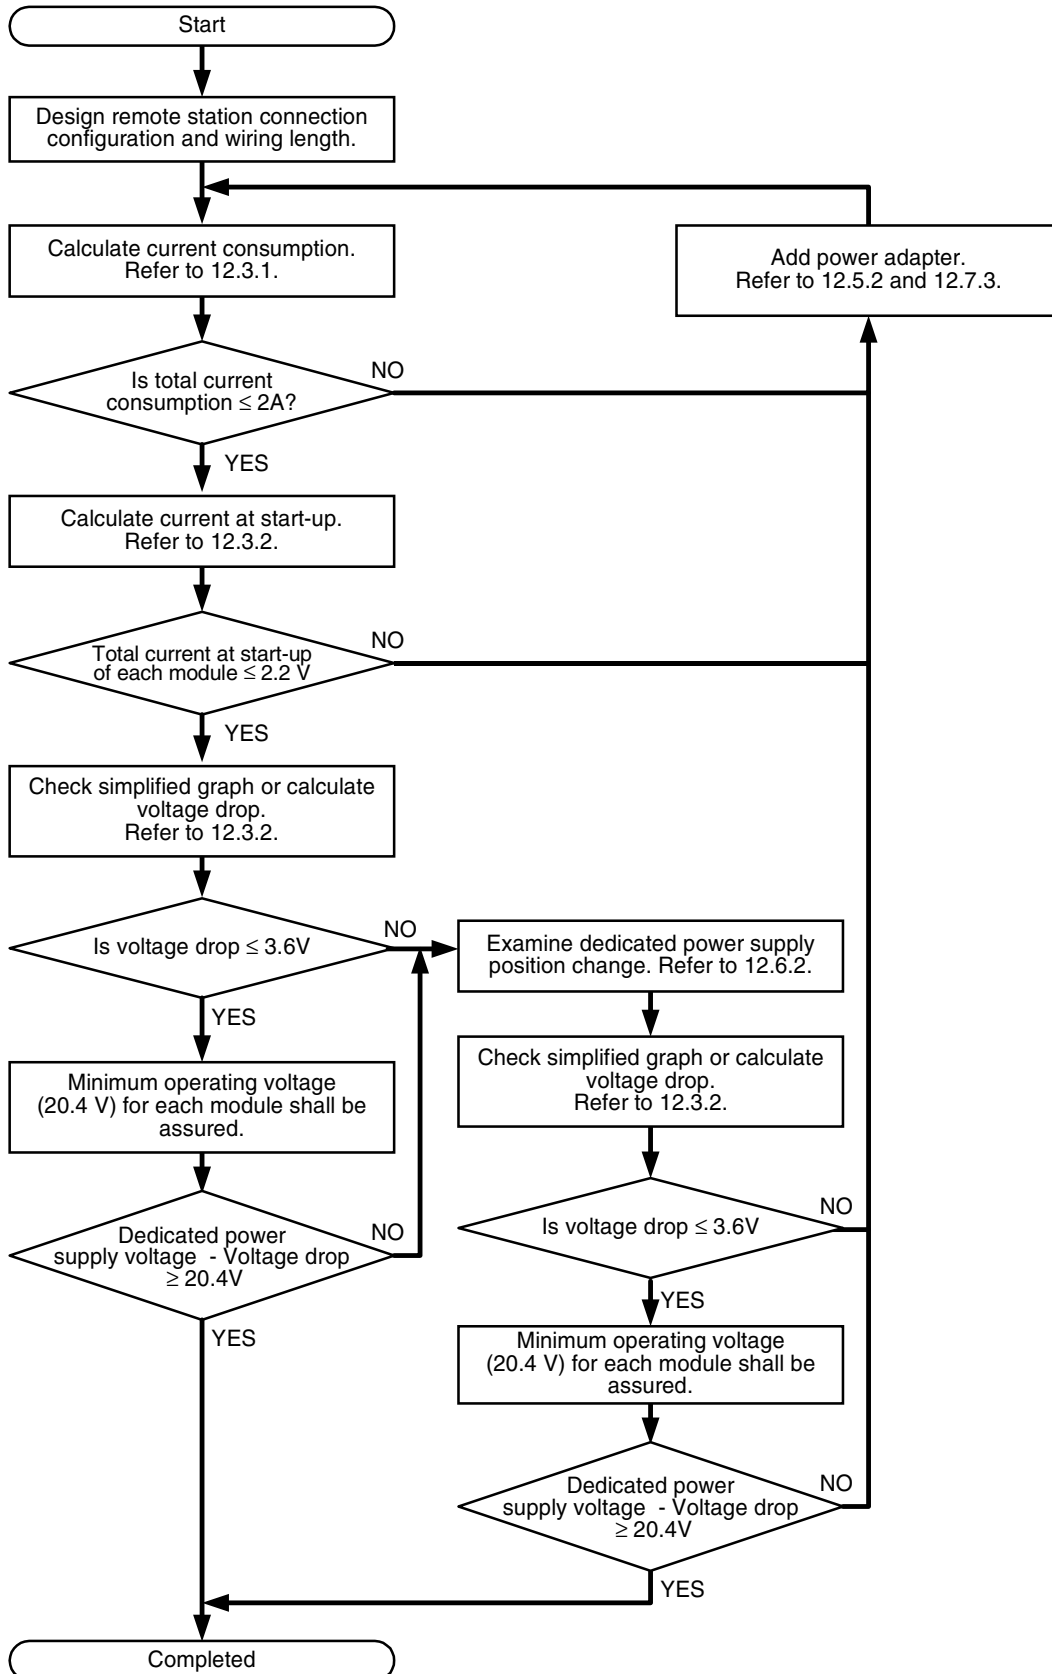 Start
Design remote station connection
configuration and wiring length.
Calculate current consumption.
Refer to 12.3.1.
Add power adapter.
Refer to 12.5.2 and 12.7.3.
Is total current
consumption ≤ 2A?
NO
YES
Calculate current at start-up.
Refer to 12.3.2.
Total current at start-up
of each module ≤ 2.2 V
NO
YES
Check simplified graph or calculate
voltage drop.
Refer to 12.3.2.
Is voltage drop ≤ 3.6V
NO
YES
Examine dedicated power supply
position change. Refer to 12.6.2.
Check simplified graph or calculate
voltage drop.
Refer to 12.3.2.
Minimum operating voltage
(20.4 V) for each module shall be
assured.
Dedicated power
supply voltage - Voltage drop
≥ 20.4V
NO
YES
Is voltage drop ≤ 3.6V
NO
YES
Minimum operating voltage
(20.4 V) for each module shall be
assured.
Dedicated power
supply voltage - Voltage drop
≥ 20.4V
NO
YES
Completed